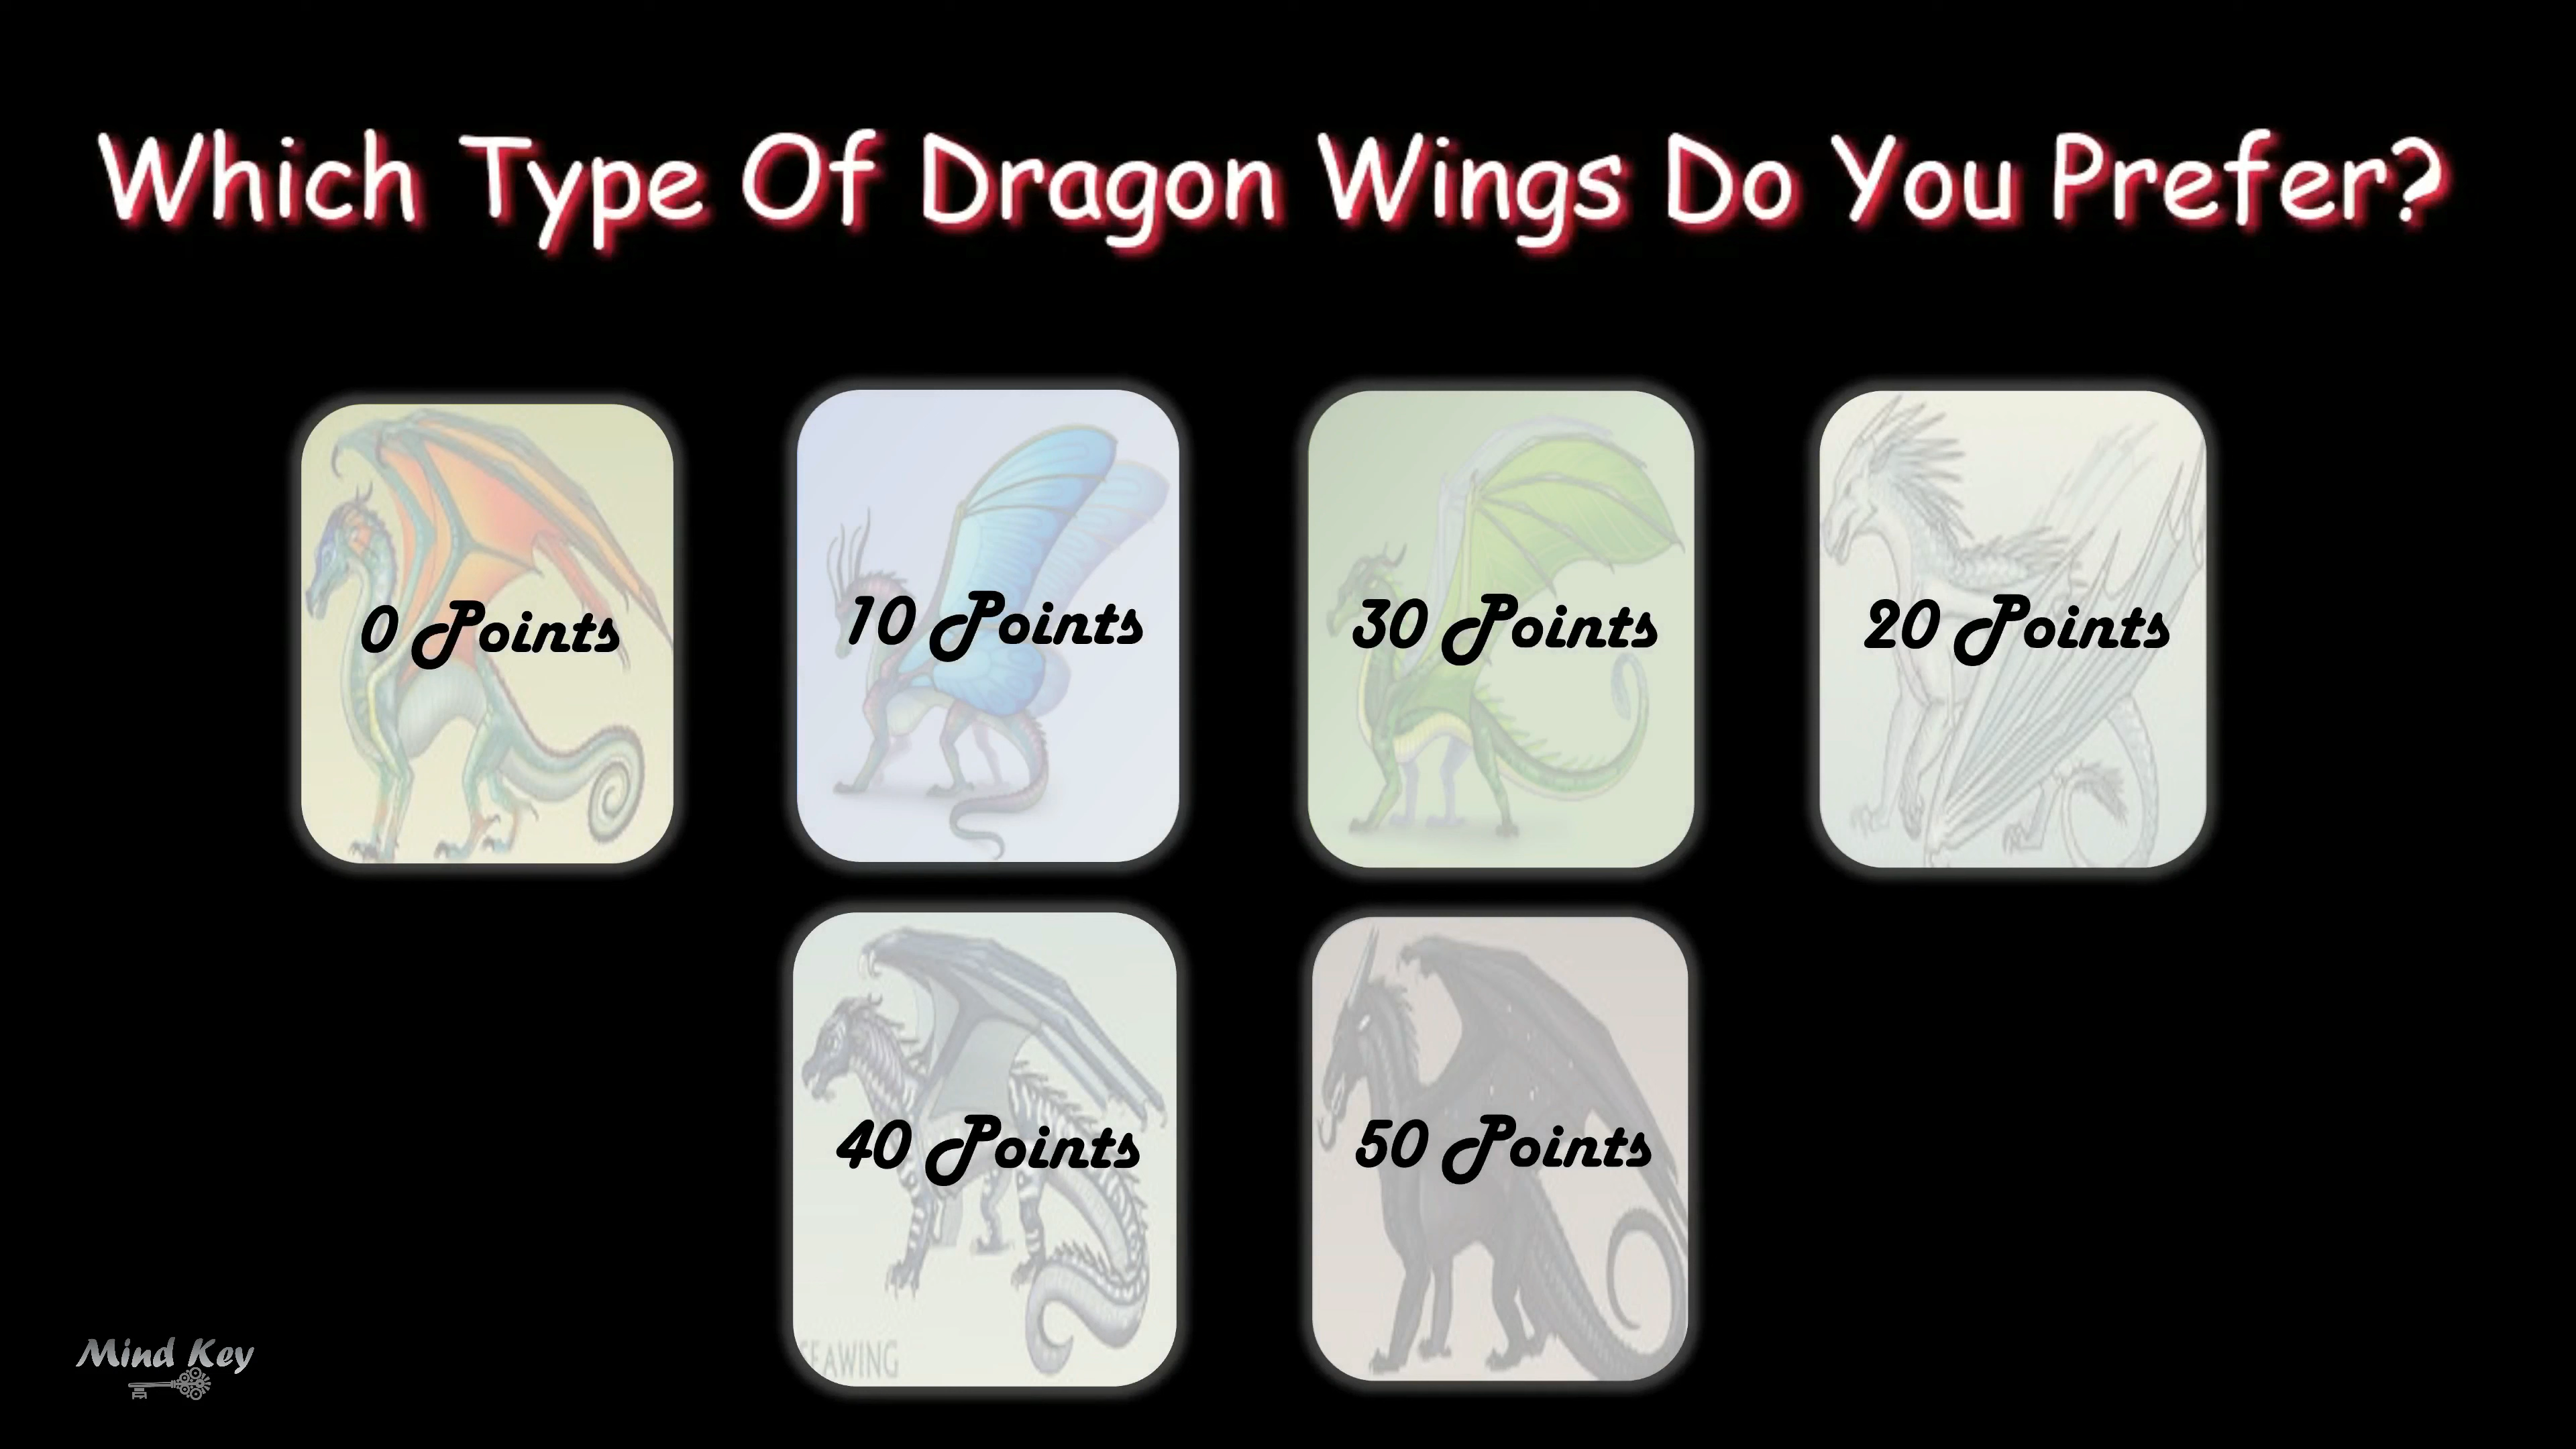 Which Type Of Dragon Wings Do You Prefer?
0 Points
10 Points
30 Points
20 Points
40 Points
50 Points
EAWING
Mind Key